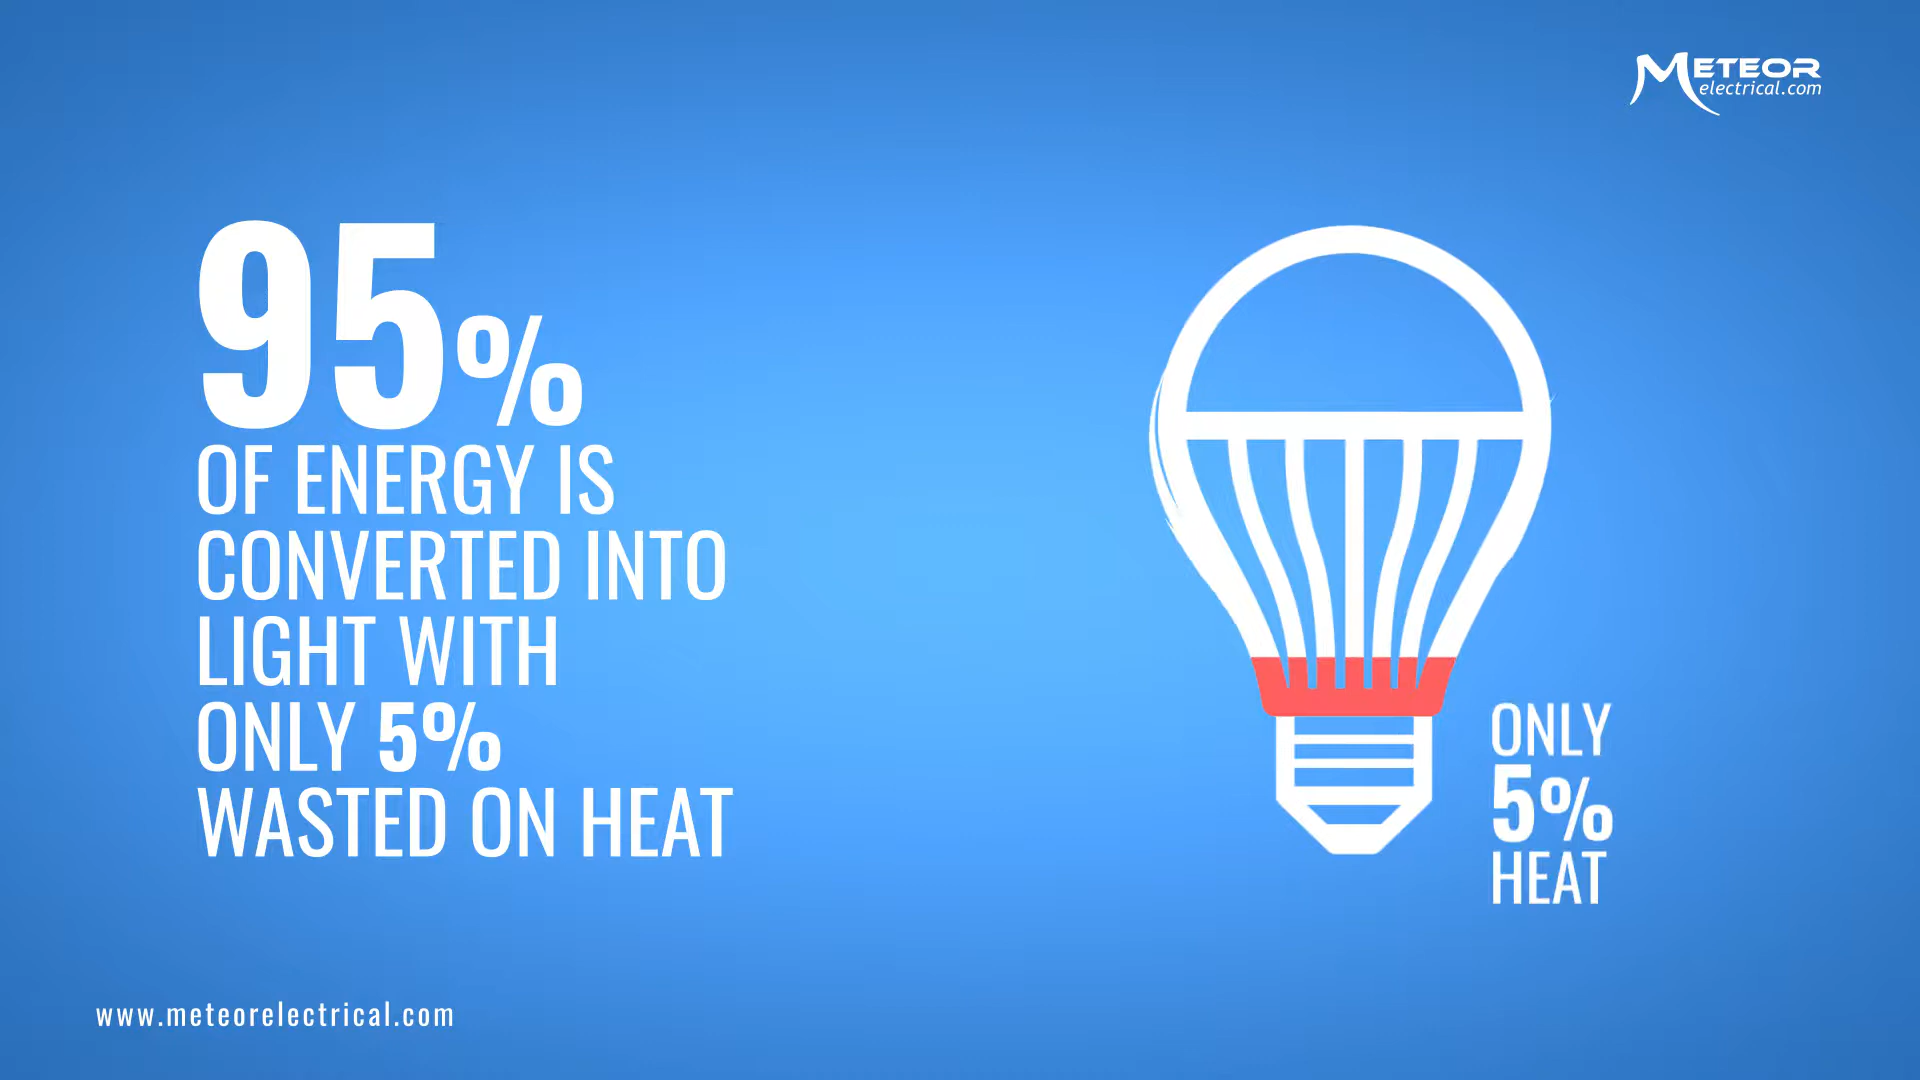 METEOR
electrical.com
95%
OF ENERGY IS
CONVERTED INTO
LIGHT WITH
ONLY 5%
WASTED ON HEAT
ONLY
5%
HEAT
www.meteorelectrical.com